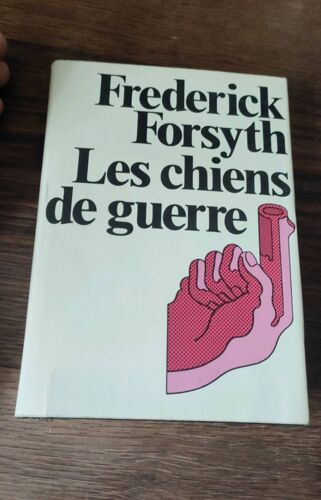 Frederick
Forsyth
Les chiens
de guerre